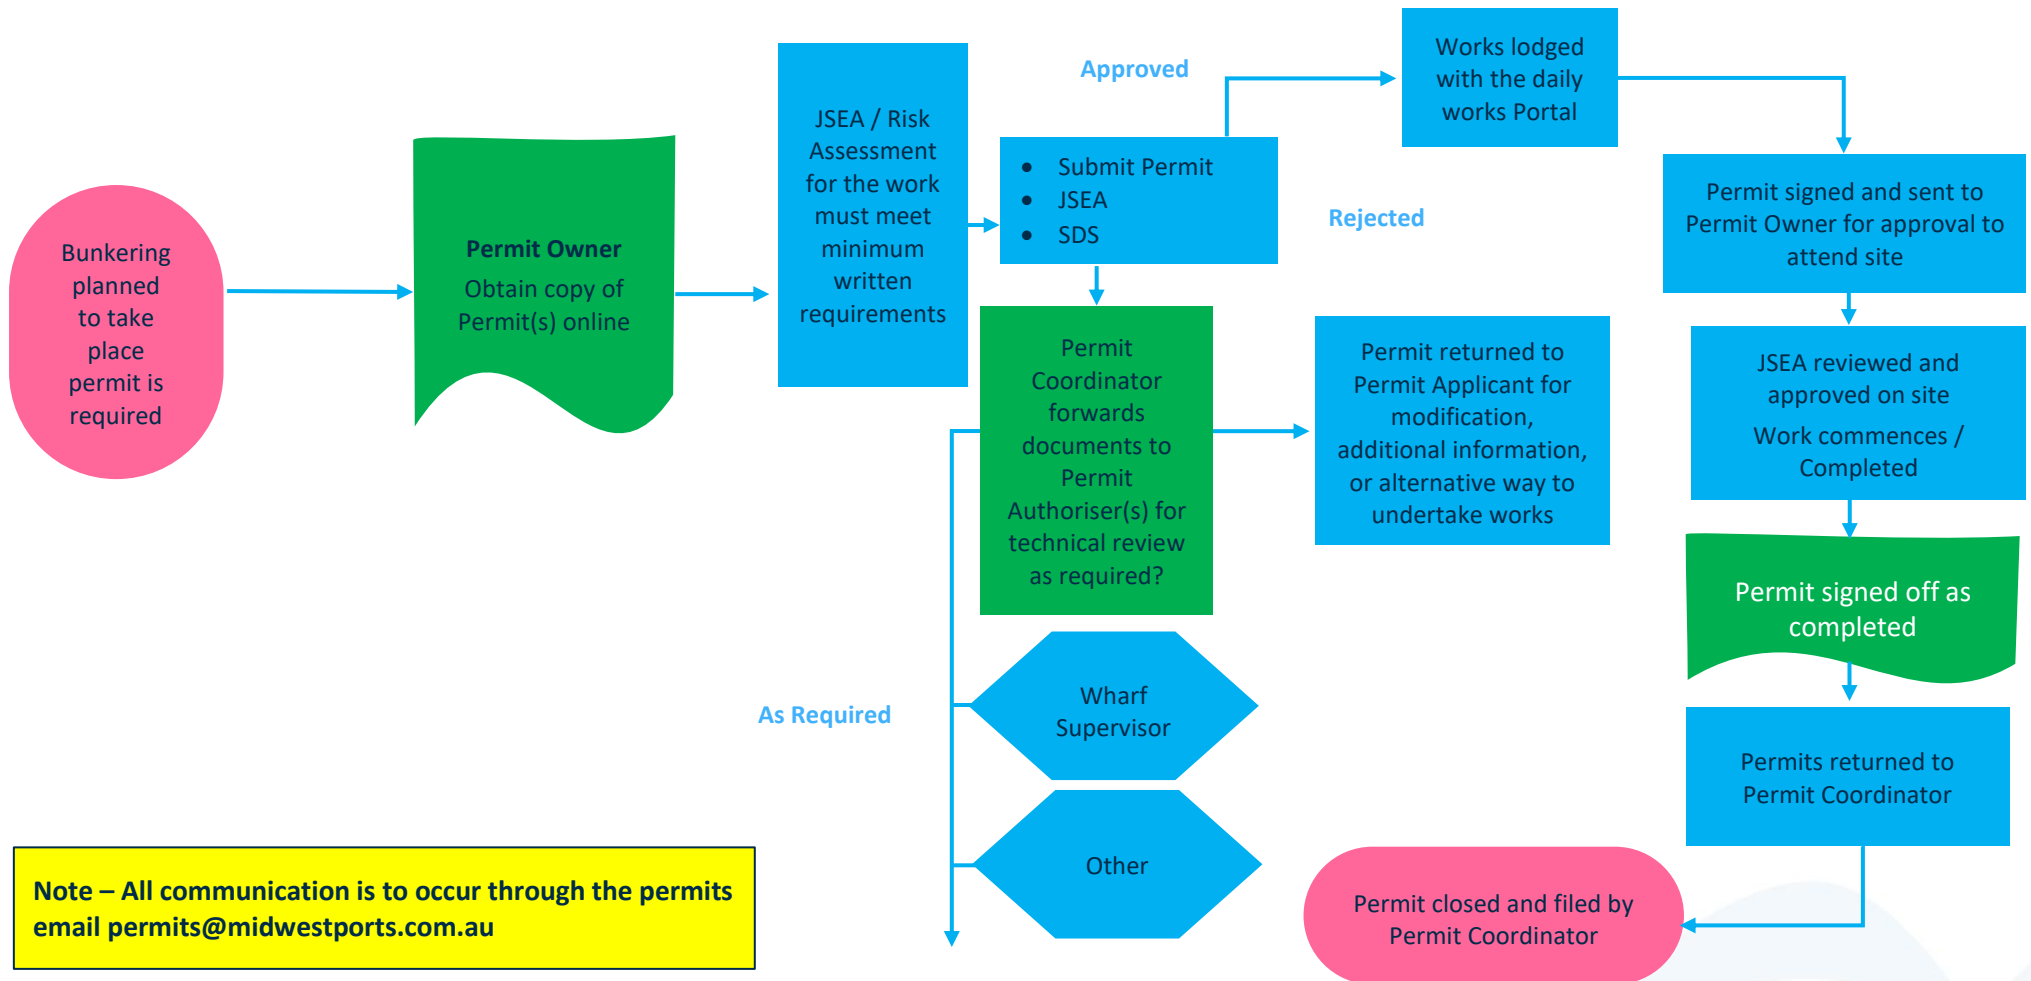 Bunkering
planned
to take
place
permit is
required
Permit Owner
Obtain copy of
Permit(s) online
JSEA / Risk
Assessment
for the work
must meet
minimum
written
requirements
Approved
• Submit Permit
• JSEA
• SDS
Rejected
Works lodged
with the daily
works Portal
Permit signed and sent to
Permit Owner for approval to
attend site
Permit
Coordinator
forwards
documents to
Permit
Authoriser(s) for
technical review
as required?
Permit returned to
Permit Applicant for
modification,
additional information,
or alternative way to
undertake works
JSEA reviewed and
approved on site
Work commences /
Completed
Permit signed off as
completed
As Required
Wharf
Supervisor
Other
Permits returned to
Permit Coordinator
Permit closed and filed by
Permit Coordinator
Note – All communication is to occur through the permits
email permits@midwestports.com.au